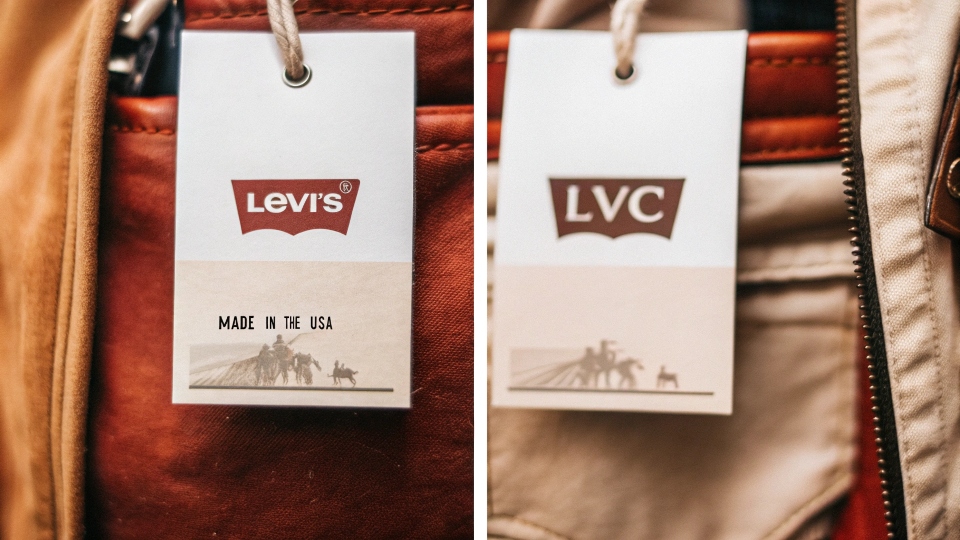 LEVI'S®
MADE IN THE USA
LVC